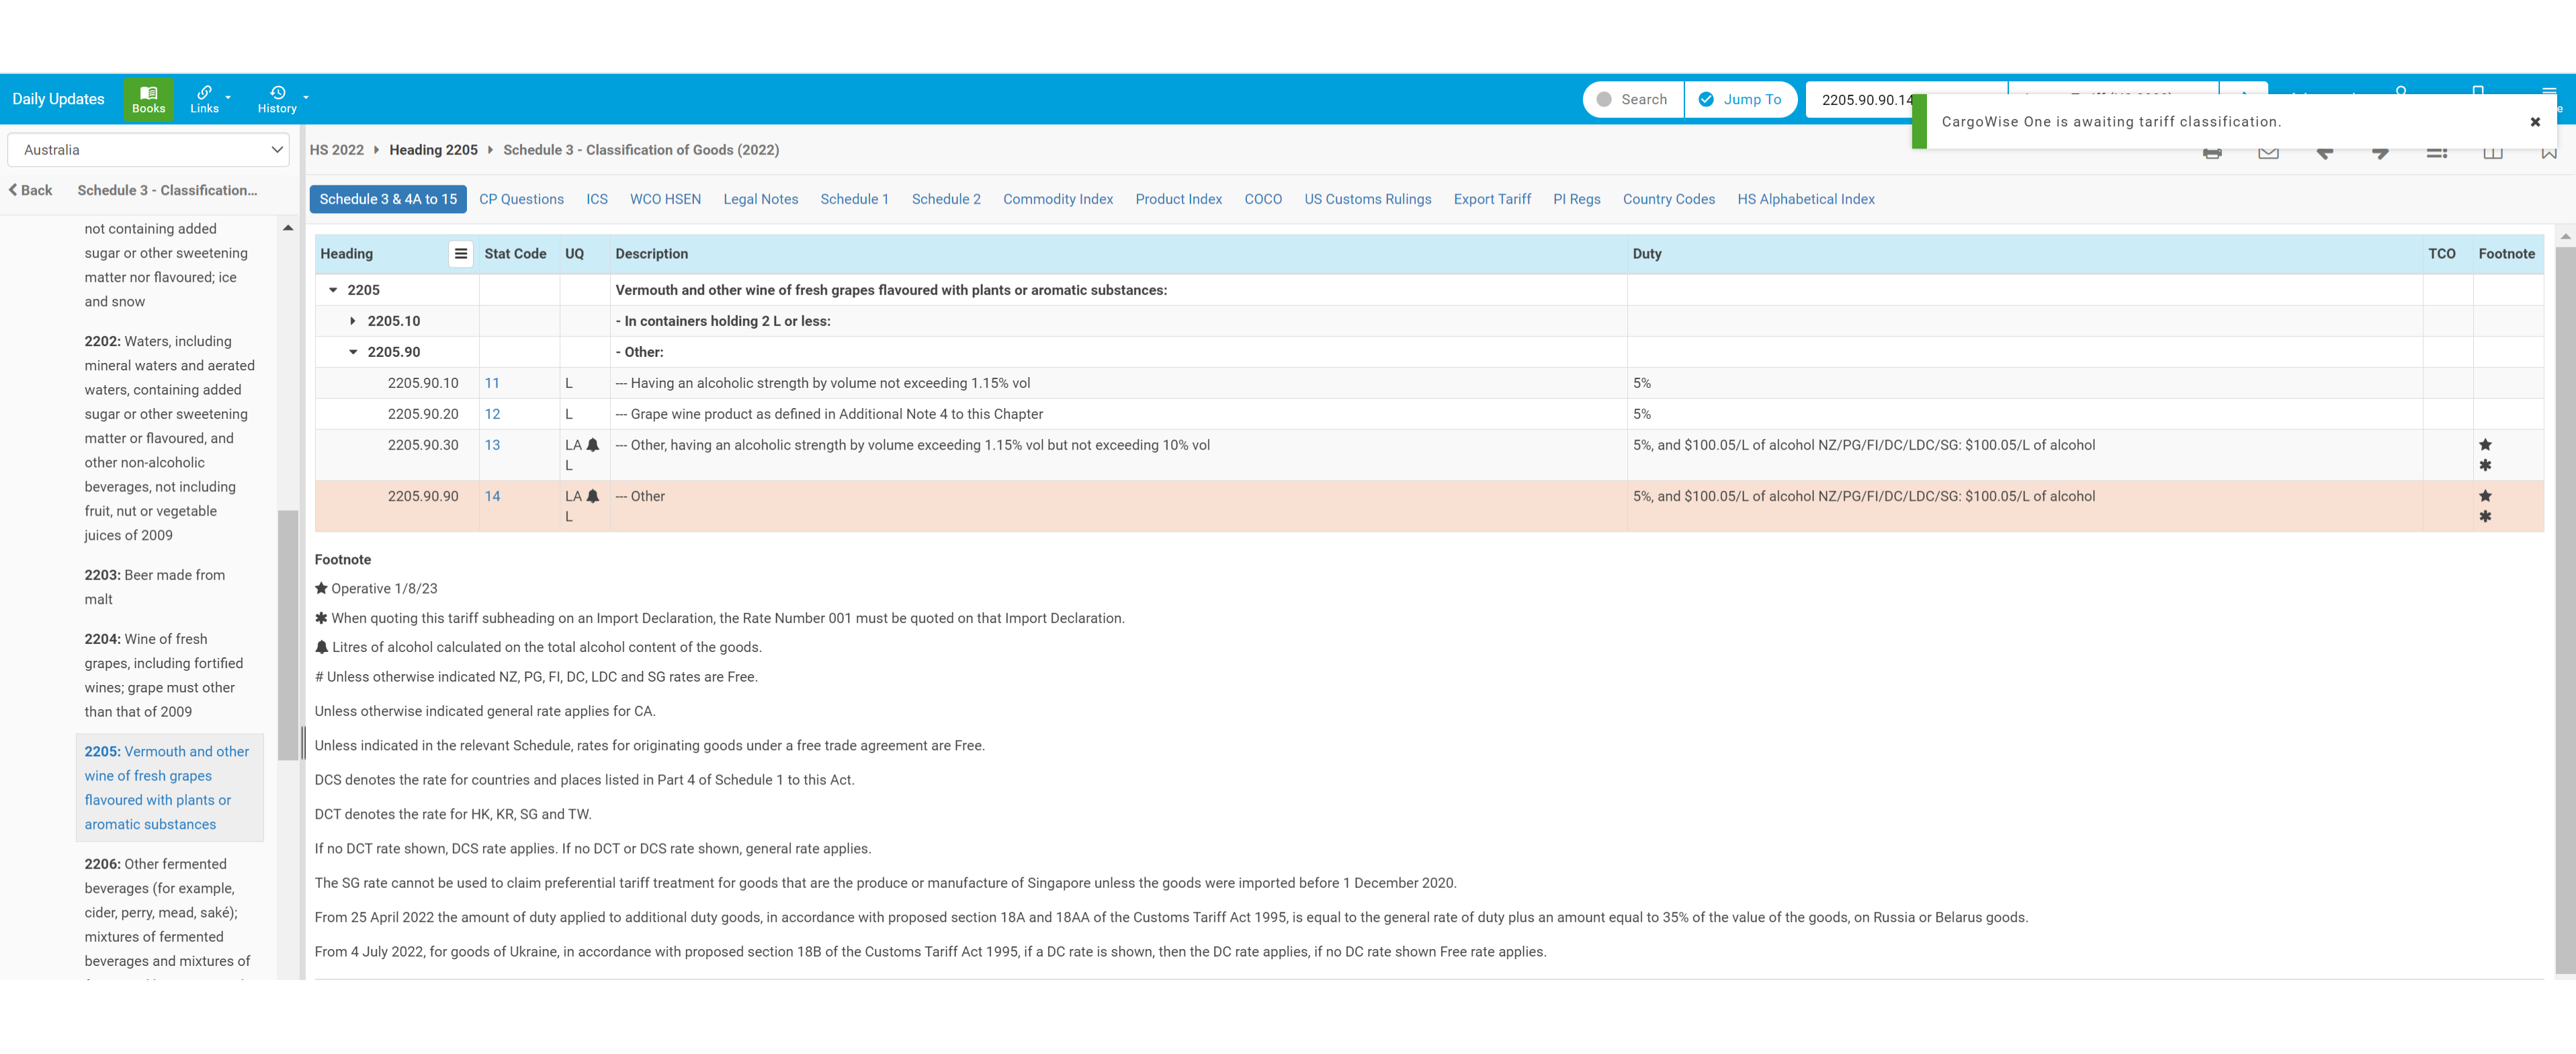 Daily Updates
Books
Links
History
Search
Jump To
2205.90.90.14
CargoWise One is awaiting tariff classification.
Australia
HS 2022 Heading 2205 Schedule 3 - Classification of Goods (2022)
Back Schedule 3 - Classification...
Schedule 3 & 4A to 15 CP Questions ICS WCO HSEN Legal Notes Schedule 1 Schedule 2 Commodity Index Product Index COCO US Customs Rulings Export Tariff PI Regs Country Codes HS Alphabetical Index
not containing added
sugar or other sweetening
matter nor flavoured; ice
and snow
2202: Waters, including
mineral waters and aerated
waters, containing added
sugar or other sweetening
matter or flavoured, and
other non-alcoholic
beverages, not including
fruit, nut or vegetable
juices of 2009
2203: Beer made from
malt
2204: Wine of fresh
grapes, including fortified
wines; grape must other
than that of 2009
2205: Vermouth and other
wine of fresh grapes
flavoured with plants or
aromatic substances
2206: Other fermented
beverages (for example,
cider, perry, mead, saké);
mixtures of fermented
beverages and mixtures of
Heading Stat Code UQ Description Duty TCO Footnote
2205 Vermouth and other wine of fresh grapes flavoured with plants or aromatic substances:
2205.10 - In containers holding 2 L or less:
2205.90 - Other:
2205.90.10 11 L --- Having an alcoholic strength by volume not exceeding 1.15% vol 5%
2205.90.20 12 L --- Grape wine product as defined in Additional Note 4 to this Chapter 5%
2205.90.30 13 LA --- Other, having an alcoholic strength by volume exceeding 1.15% vol but not exceeding 10% vol 5%, and $100.05/L of alcohol NZ/PG/FI/DC/LDC/SG: $100.05/L of alcohol ★
L ✱
2205.90.90 14 LA --- Other 5%, and $100.05/L of alcohol NZ/PG/FI/DC/LDC/SG: $100.05/L of alcohol ★
L ✱
Footnote
★ Operative 1/8/23
✱ When quoting this tariff subheading on an Import Declaration, the Rate Number 001 must be quoted on that Import Declaration.
Litres of alcohol calculated on the total alcohol content of the goods.
# Unless otherwise indicated NZ, PG, FI, DC, LDC and SG rates are Free.
Unless otherwise indicated general rate applies for CA.
Unless indicated in the relevant Schedule, rates for originating goods under a free trade agreement are Free.
DCS denotes the rate for countries and places listed in Part 4 of Schedule 1 to this Act.
DCT denotes the rate for HK, KR, SG and TW.
If no DCT rate shown, DCS rate applies. If no DCT or DCS rate shown, general rate applies.
The SG rate cannot be used to claim preferential tariff treatment for goods that are the produce or manufacture of Singapore unless the goods were imported before 1 December 2020.
From 25 April 2022 the amount of duty applied to additional duty goods, in accordance with proposed section 18A and 18AA of the Customs Tariff Act 1995, is equal to the general rate of duty plus an amount equal to 35% of the value of the goods, on Russia or Belarus goods.
From 4 July 2022, for goods of Ukraine, in accordance with proposed section 18B of the Customs Tariff Act 1995, if a DC rate is shown, then the DC rate applies, if no DC rate shown Free rate applies.